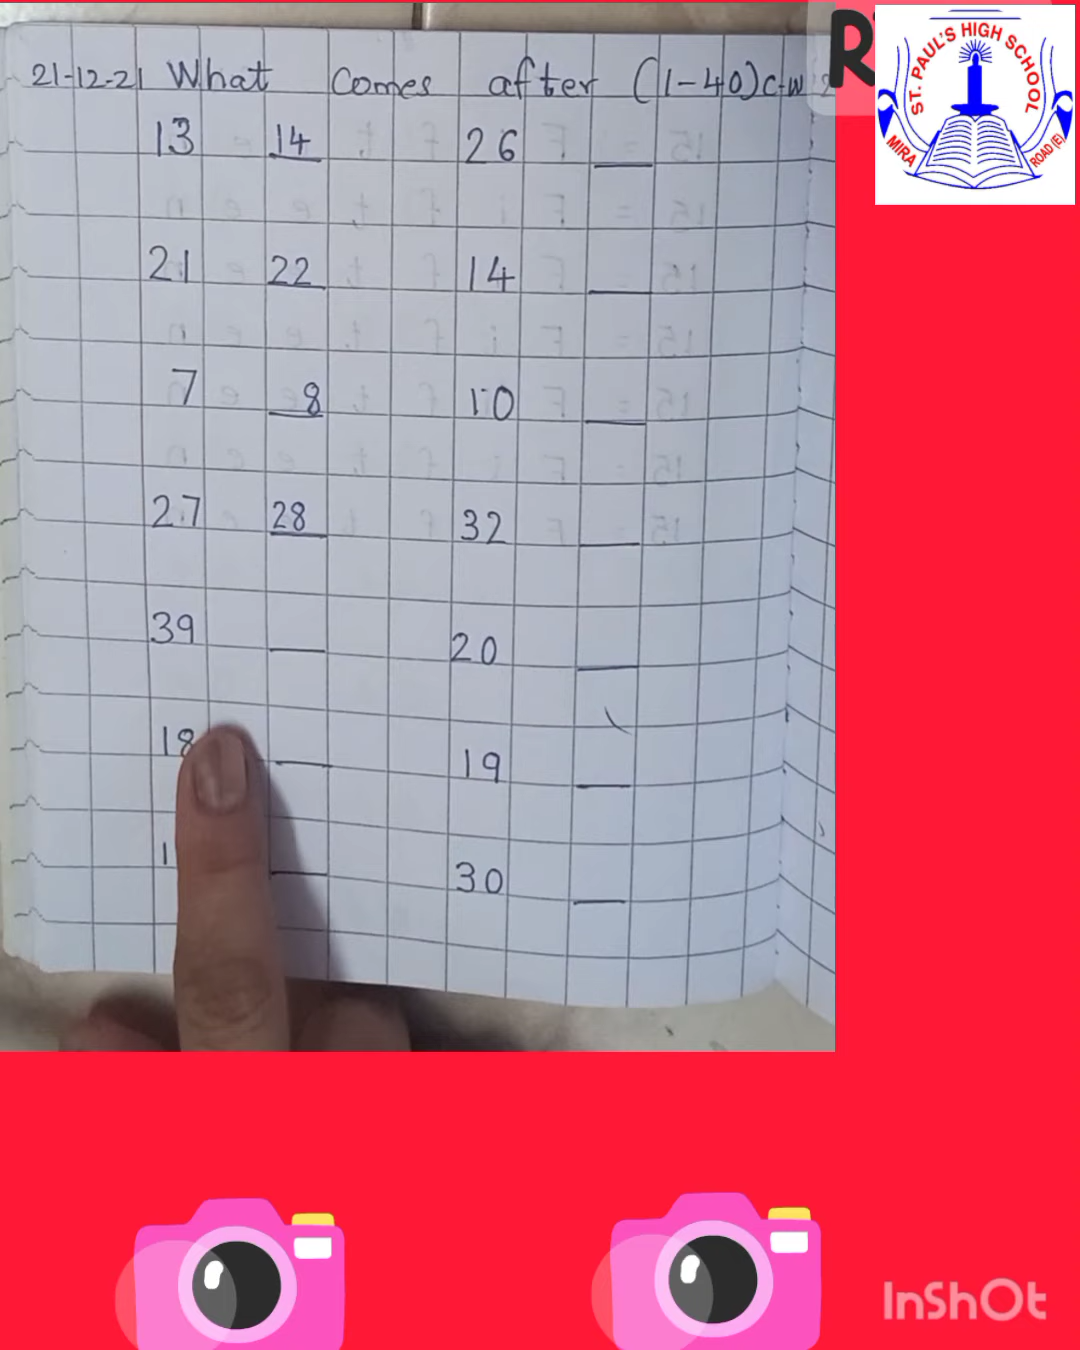 21-12-21 What comes after (1-40) C.W
13 14 26
21 22 14
7 8 10
27 28 32
39 20
18 19
1 30
ST. PAUL'S HIGH SCHOOL
MIRA ROAD (E)
InShOt